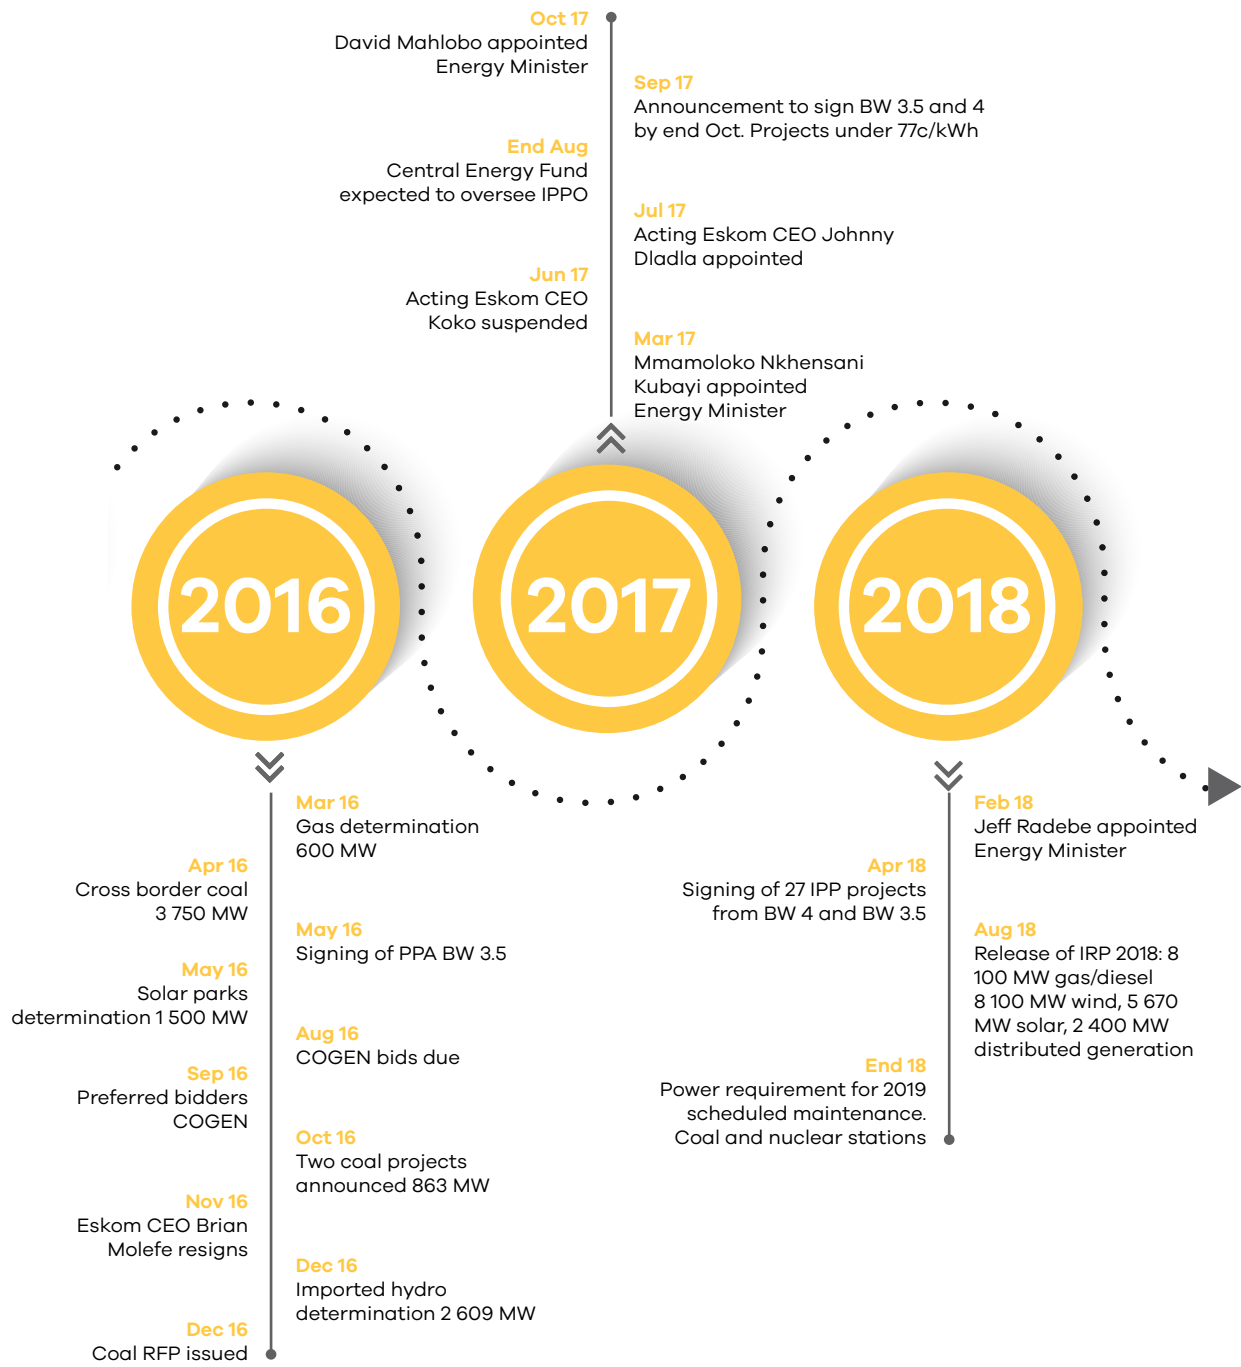 Oct 17
David Mahlobo appointed
Energy Minister
Sep 17
Announcement to sign BW 3.5 and 4
by end Oct. Projects under 77c/kWh
End Aug
Central Energy Fund
expected to oversee IPPO
Jul 17
Acting Eskom CEO Johnny
Dladla appointed
Jun 17
Acting Eskom CEO
Koko suspended
Mar 17
Mmamoloko Nkhensani
Kubayi appointed
Energy Minister
2016
2017
2018
Mar 16
Gas determination
600 MW
Apr 16
Cross border coal
3 750 MW
May 16
Signing of PPA BW 3.5
May 16
Solar parks
determination 1 500 MW
Aug 16
COGEN bids due
Sep 16
Preferred bidders
COGEN
Oct 16
Two coal projects
announced 863 MW
Nov 16
Eskom CEO Brian
Molefe resigns
Dec 16
Imported hydro
determination 2 609 MW
Dec 16
Coal RFP issued
Feb 18
Jeff Radebe appointed
Energy Minister
Apr 18
Signing of 27 IPP projects
from BW 4 and BW 3.5
Aug 18
Release of IRP 2018: 8
100 MW gas/diesel
8 100 MW wind, 5 670
MW solar, 2 400 MW
distributed generation
End 18
Power requirement for 2019
scheduled maintenance.
Coal and nuclear stations